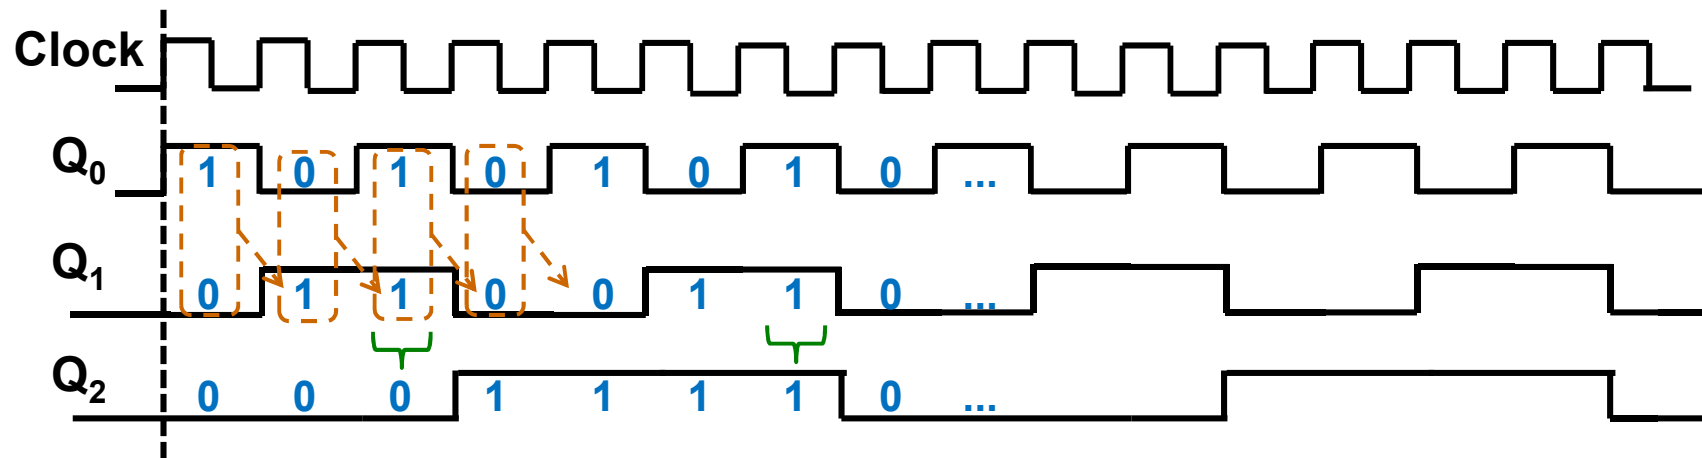 Clock
Q₀ 1 0 1 0 1 0 1 0 ...
Q₁ 0 1 1 0 0 1 1 0 ...
Q₂ 0 0 0 1 1 1 1 0 ...